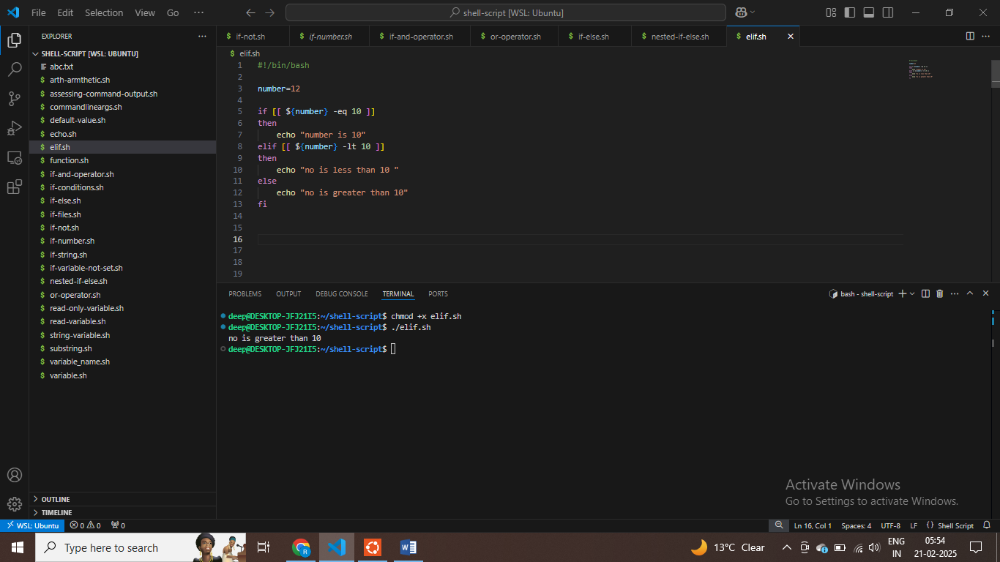 File Edit Selection View Go ··· shell-script [WSL: Ubuntu]
EXPLORER ···
if-not.sh if-number.sh if-and-operator.sh or-operator.sh if-else.sh nested-if-else.sh elif.sh
SHELL-SCRIPT [WSL: UBUNTU]
abc.txt
$ arth-armthetic.sh
$ assessing-command-output.sh
$ commandlineargs.sh
$ default-value.sh
$ echo.sh
$ elif.sh
$ function.sh
$ if-and-operator.sh
$ if-conditions.sh
$ if-else.sh
$ if-files.sh
$ if-not.sh
$ if-number.sh
$ if-string.sh
$ if-variable-not-set.sh
$ nested-if-else.sh
$ or-operator.sh
$ read-only-variable.sh
$ read-variable.sh
$ string-variable.sh
$ substring.sh
$ variable_name.sh
$ variable.sh
OUTLINE
TIMELINE
$ elif.sh
1 #!/bin/bash
2
3 number=12
4
5 if [[ ${number} -eq 10 ]]
6 then
7 echo "number is 10"
8 elif [[ ${number} -lt 10 ]]
9 then
10 echo "no is less than 10 "
11 else
12 echo "no is greater than 10"
13 fi
14
15
16
17
18
19
PROBLEMS OUTPUT DEBUG CONSOLE TERMINAL PORTS
bash - shell-script
deep@DESKTOP-JFJ21I5:~/shell-script$ chmod +x elif.sh
deep@DESKTOP-JFJ21I5:~/shell-script$ ./elif.sh
no is greater than 10
deep@DESKTOP-JFJ21I5:~/shell-script$
Activate Windows
Go to Settings to activate Windows.
WSL: Ubuntu 0 0 0 Ln 16, Col 1 Spaces: 4 UTF-8 LF {} Shell Script
Type here to search 13°C Clear ENG 05:54
IN 21-02-2025